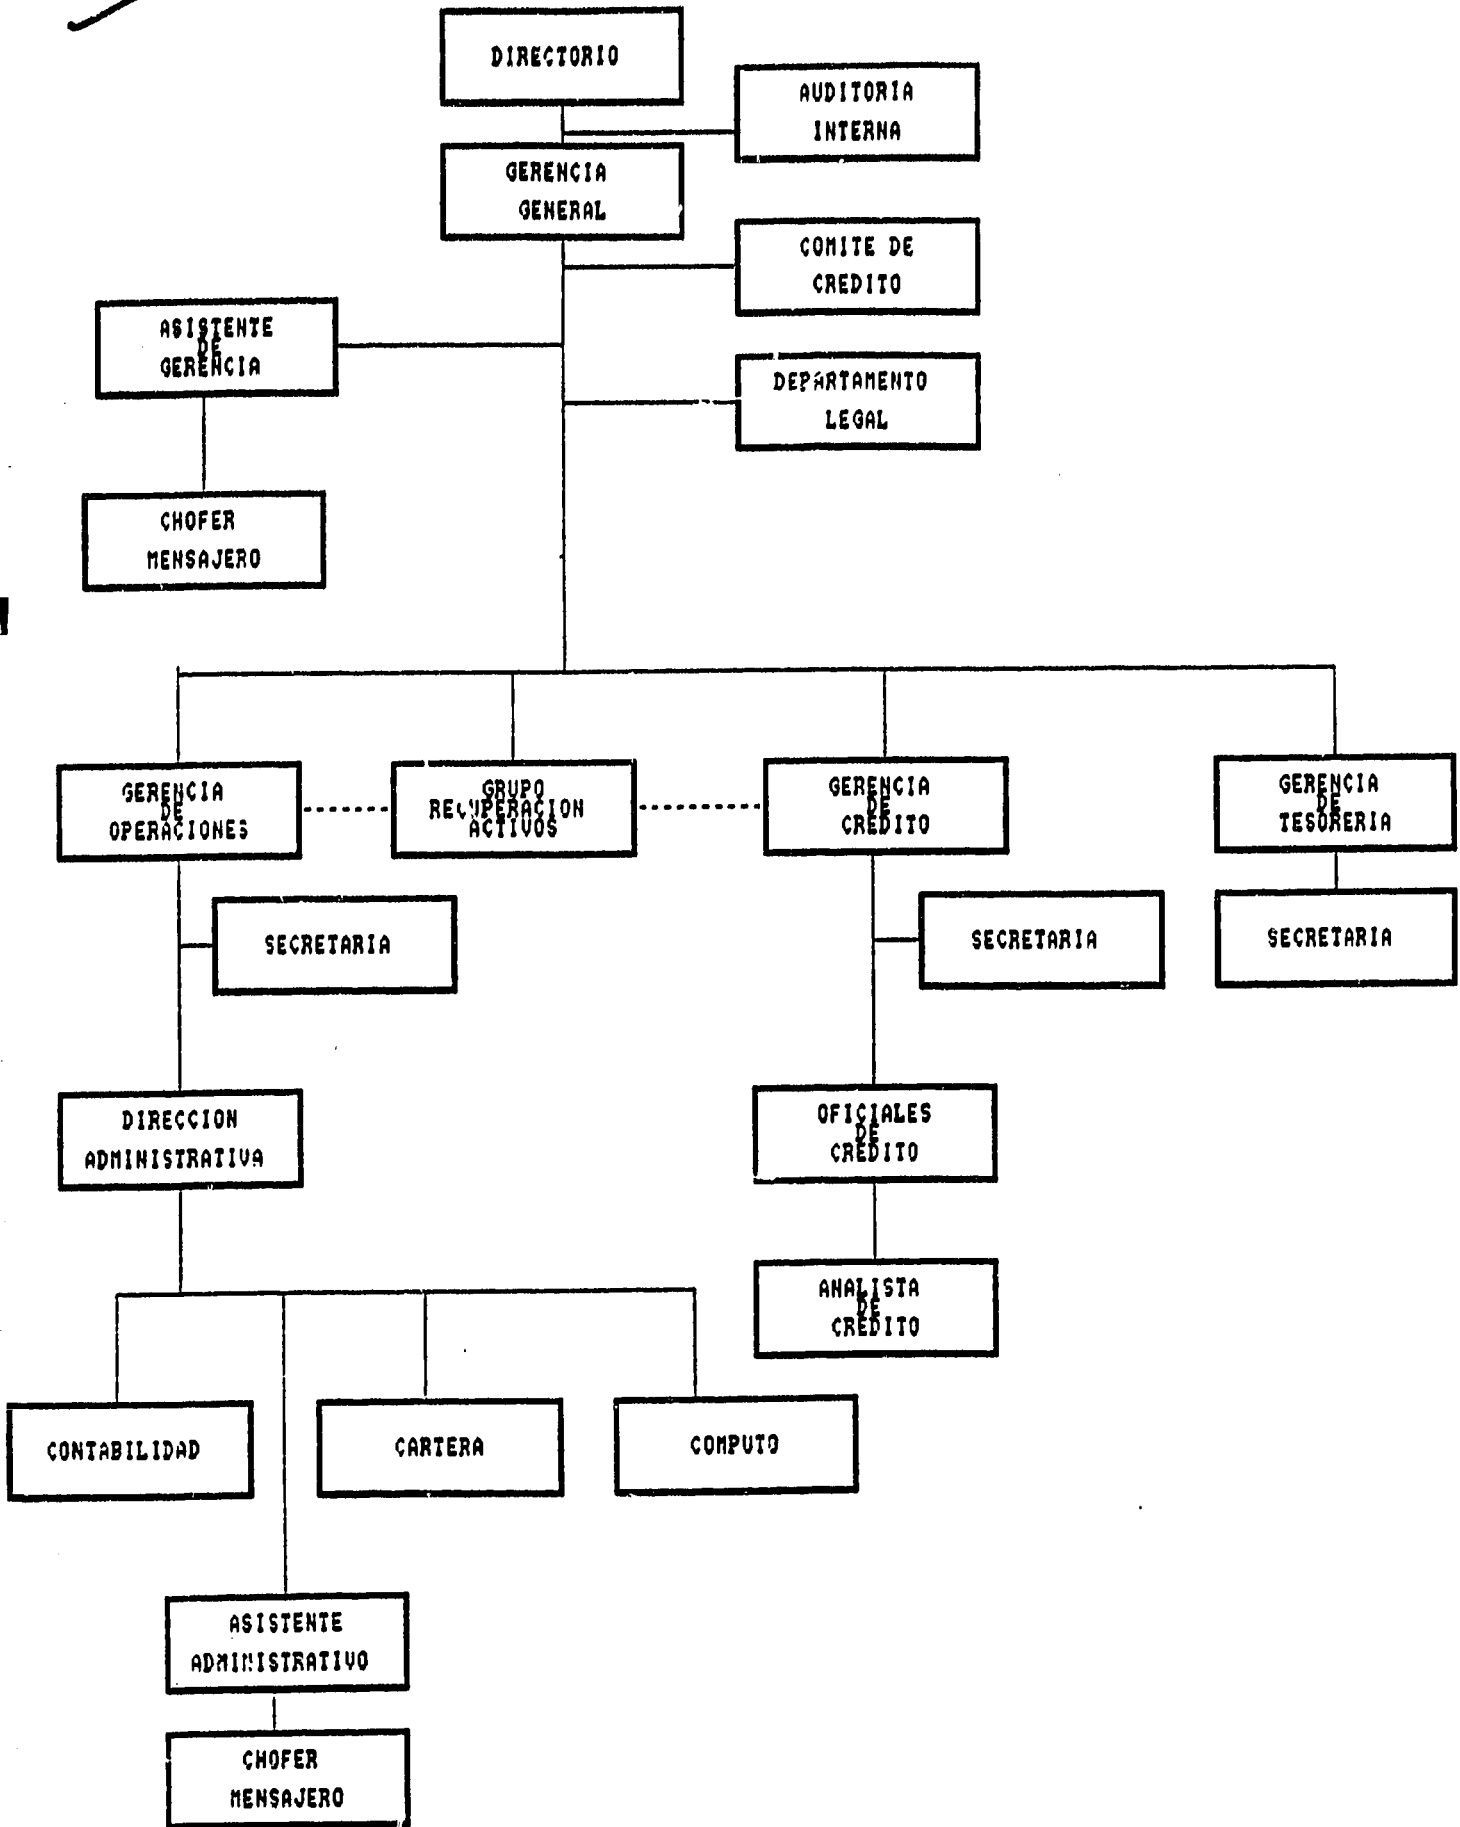 DIRECTORIO
AUDITORIA
INTERNA
GERENCIA
GENERAL
COMITE DE
CREDITO
ASISTENTE
DE
GERENCIA
DEPARTAMENTO
LEGAL
CHOFER
MENSAJERO
GERENCIA
DE
OPERACIONES
GRUPO
RECUPERACION
ACTIVOS
GERENCIA
DE
CREDITO
GERENCIA
DE
TESORERIA
SECRETARIA
SECRETARIA
SECRETARIA
DIRECCION
ADMINISTRATIVA
OFICIALES
DE
CREDITO
ANALISTA
DE
CREDITO
CONTABILIDAD
CARTERA
COMPUTO
ASISTENTE
ADMINISTRATIVO
CHOFER
MENSAJERO